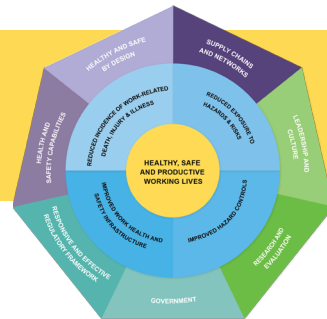 HEALTHY AND SAFE
BY DESIGN
SUPPLY CHAINS
AND NETWORKS
HEALTH AND
SAFETY CAPABILITIES
REDUCED INCIDENCE OF WORK-RELATED
DEATH, INJURY & ILLNESS
REDUCED EXPOSURE TO
HAZARDS & RISKS
LEADERSHIP AND
CULTURE
HEALTHY, SAFE
AND PRODUCTIVE
WORKING LIVES
RESPONSIVE AND EFFECTIVE
REGULATORY FRAMEWORK
IMPROVED WORK HEALTH AND
SAFETY INFRASTRUCTURE
IMPROVED HAZARD CONTROLS
RESEARCH AND
EVALUATION
GOVERNMENT